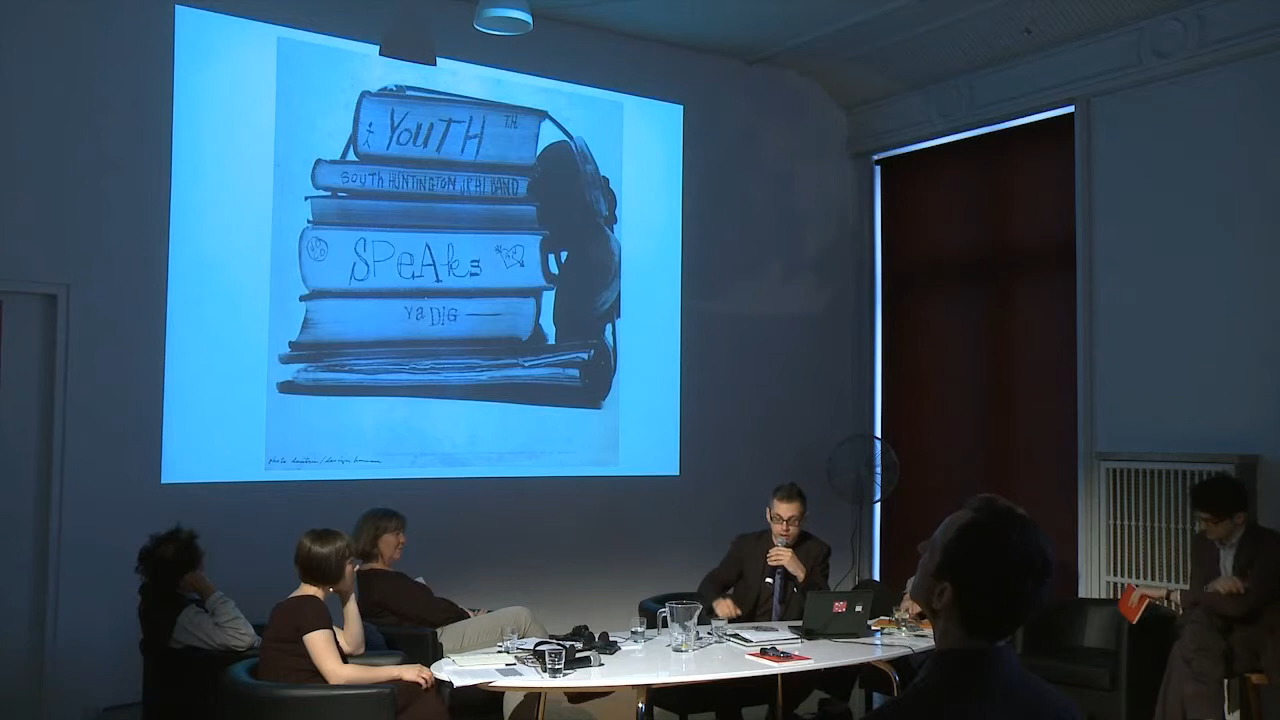 YOUTH
T.H.
SOUTH HUNTINGTON JR HI BAND
SPeAks
Ya DIG